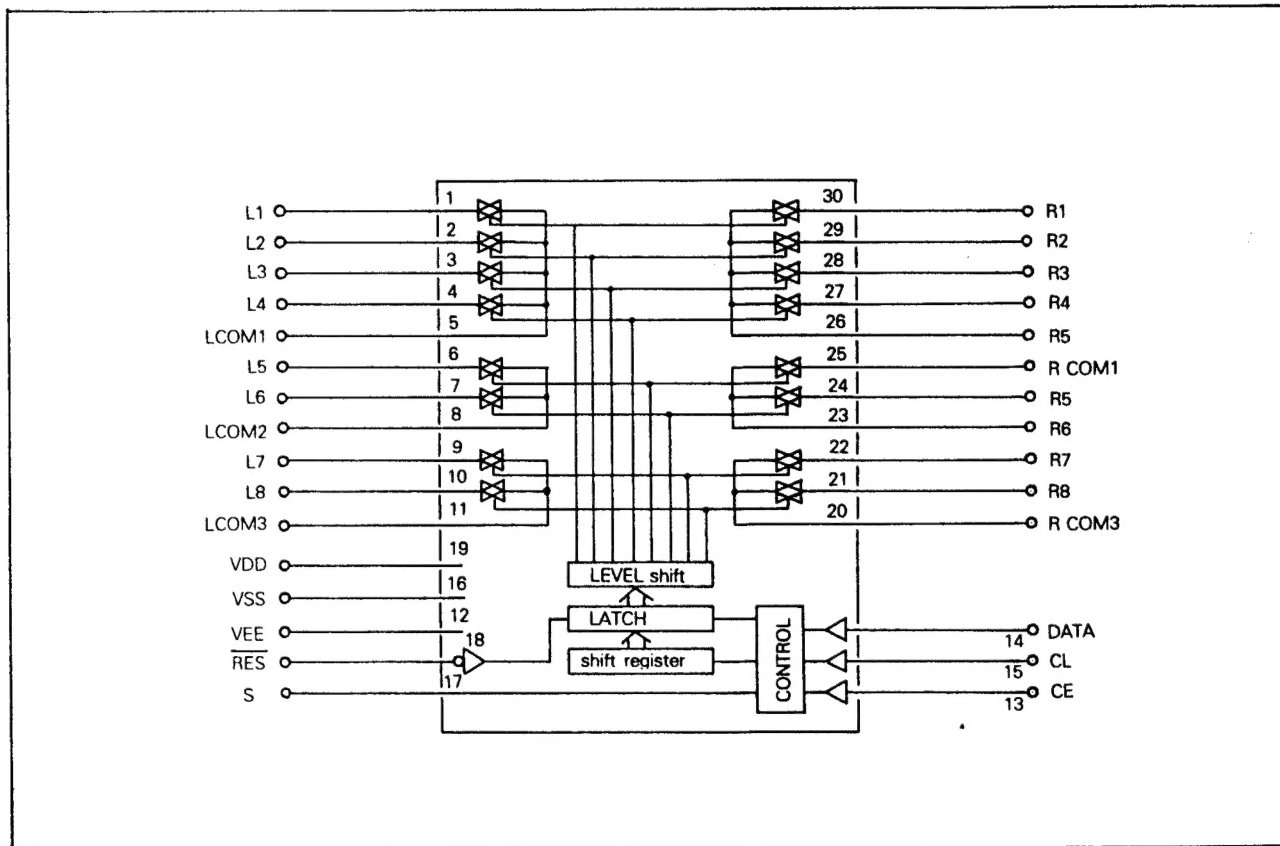 L1 1 30 R1
L2 2 29 R2
L3 3 28 R3
L4 4 27 R4
LCOM1 5 26 R5
L5 6 25 R COM1
L6 7 24 R5
LCOM2 8 23 R6
L7 9 22 R7
L8 10 21 R8
LCOM3 11 20 R COM3
VDD 19
LEVEL shift
VSS 16
LATCH
CONTROL
VEE 12
14 DATA
RES 18
shift register
15 CL
S 17
13 CE